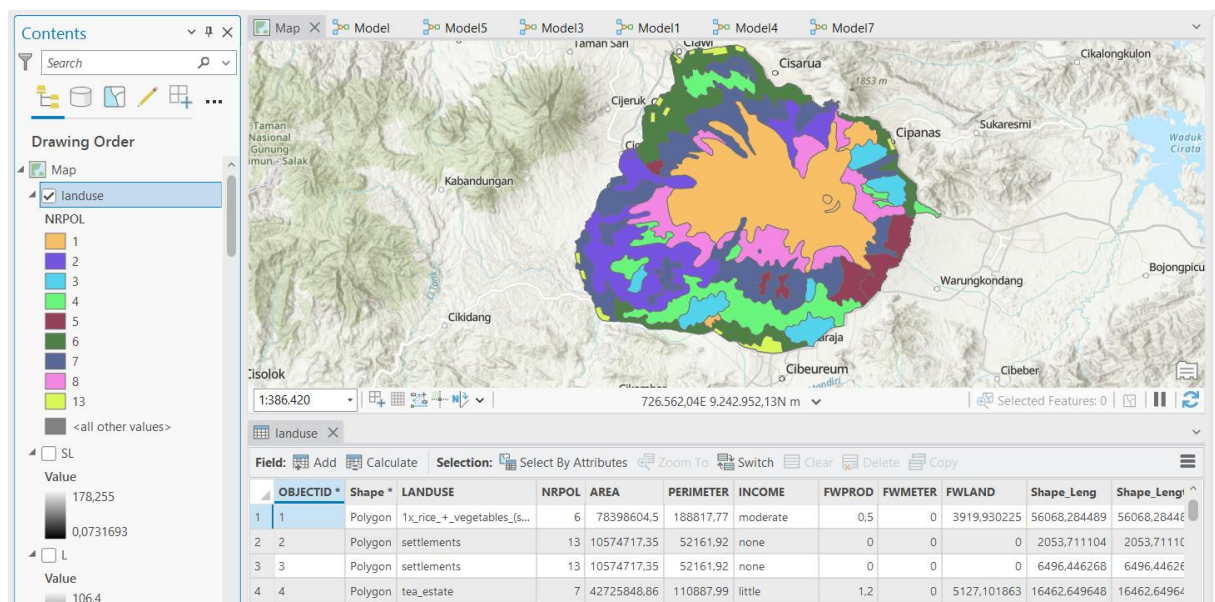 Contents
Map
Model
Model5
Model3
Model1
Model4
Model7
Search
Drawing Order
Map
landuse
NRPOL
1
2
3
4
5
6
7
8
13
<all other values>
SL
Value
178,255
0,0731693
L
Value
106,4
Taman Sari
Ciawi
Cisarua
Cikalongkulon
1853 m
Cijeruk
Taman
Nasional
Gunung
- Salak
Cipanas
Sukaresmi
Waduk
Cirata
Kabandungan
Warungkondang
Bojongpicu
Cikidang
Cisolok
Cibeureum
Cibeber
1:386.420
726.562,04E 9.242.952,13N m
Selected Features: 0
landuse
Field: Add Calculate Selection: Select By Attributes Zoom To Switch Clear Delete Copy
OBJECTID * Shape * LANDUSE NRPOL AREA PERIMETER INCOME FWPROD FWMETER FWLAND Shape_Leng Shape_Lengt
1 1 Polygon 1x_rice_+_vegetables_(s... 6 78398604,5 188817,77 moderate 0,5 0 3919,930225 56068,284489 56068,28448
2 2 Polygon settlements 13 10574717,35 52161,92 none 0 0 0 2053,711104 2053,71110
3 3 Polygon settlements 13 10574717,35 52161,92 none 0 0 0 6496,446268 6496,44626
4 4 Polygon tea_estate 7 42725848,86 110887,99 little 1,2 0 5127,101863 16462,649648 16462,64964